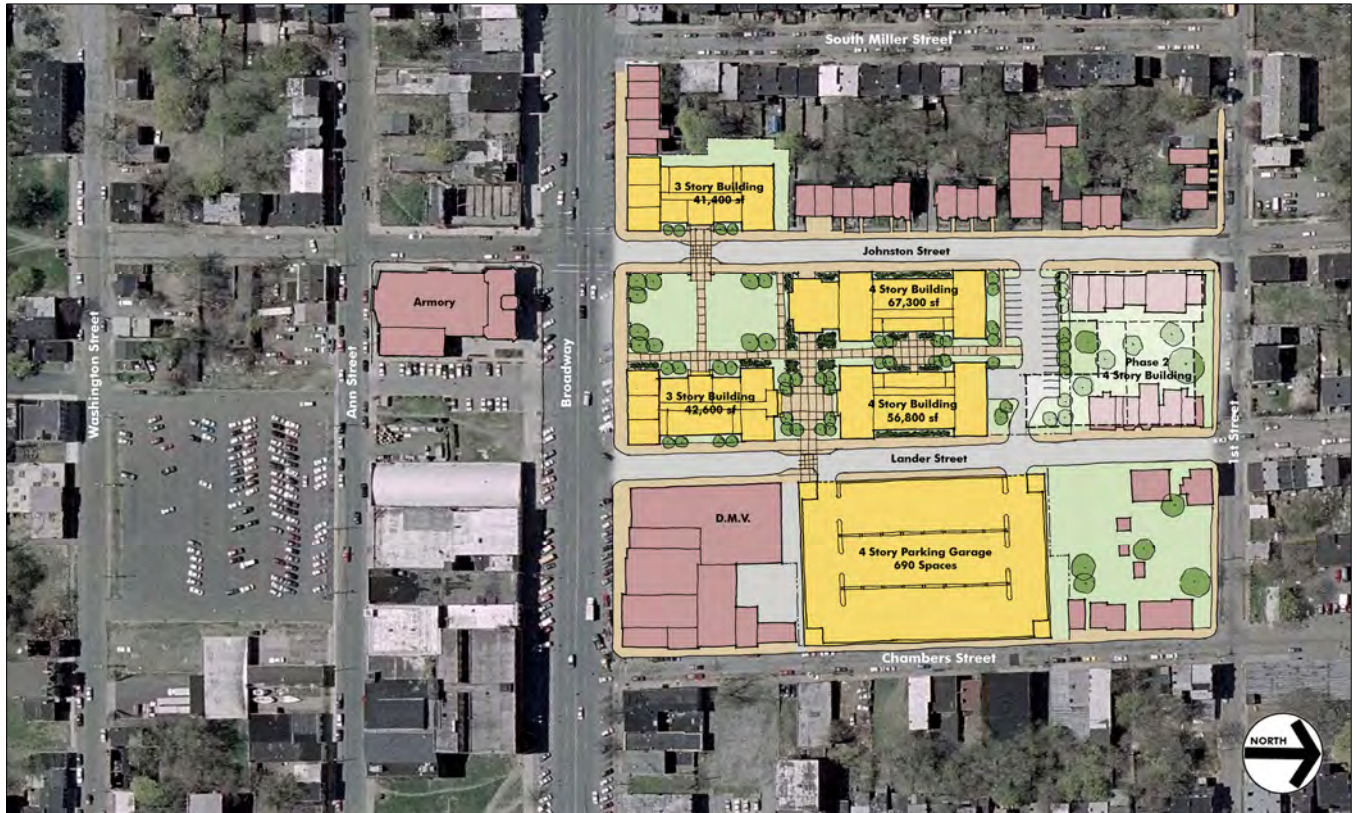 South Miller Street
3 Story Building
41,400 sf
Johnston Street
Armory
4 Story Building
67,300 sf
Phase 2
4 Story Building
Washington Street
Ann Street
Broadway
3 Story Building
42,600 sf
4 Story Building
56,800 sf
1st Street
Lander Street
D.M.V.
4 Story Parking Garage
690 Spaces
Chambers Street
NORTH